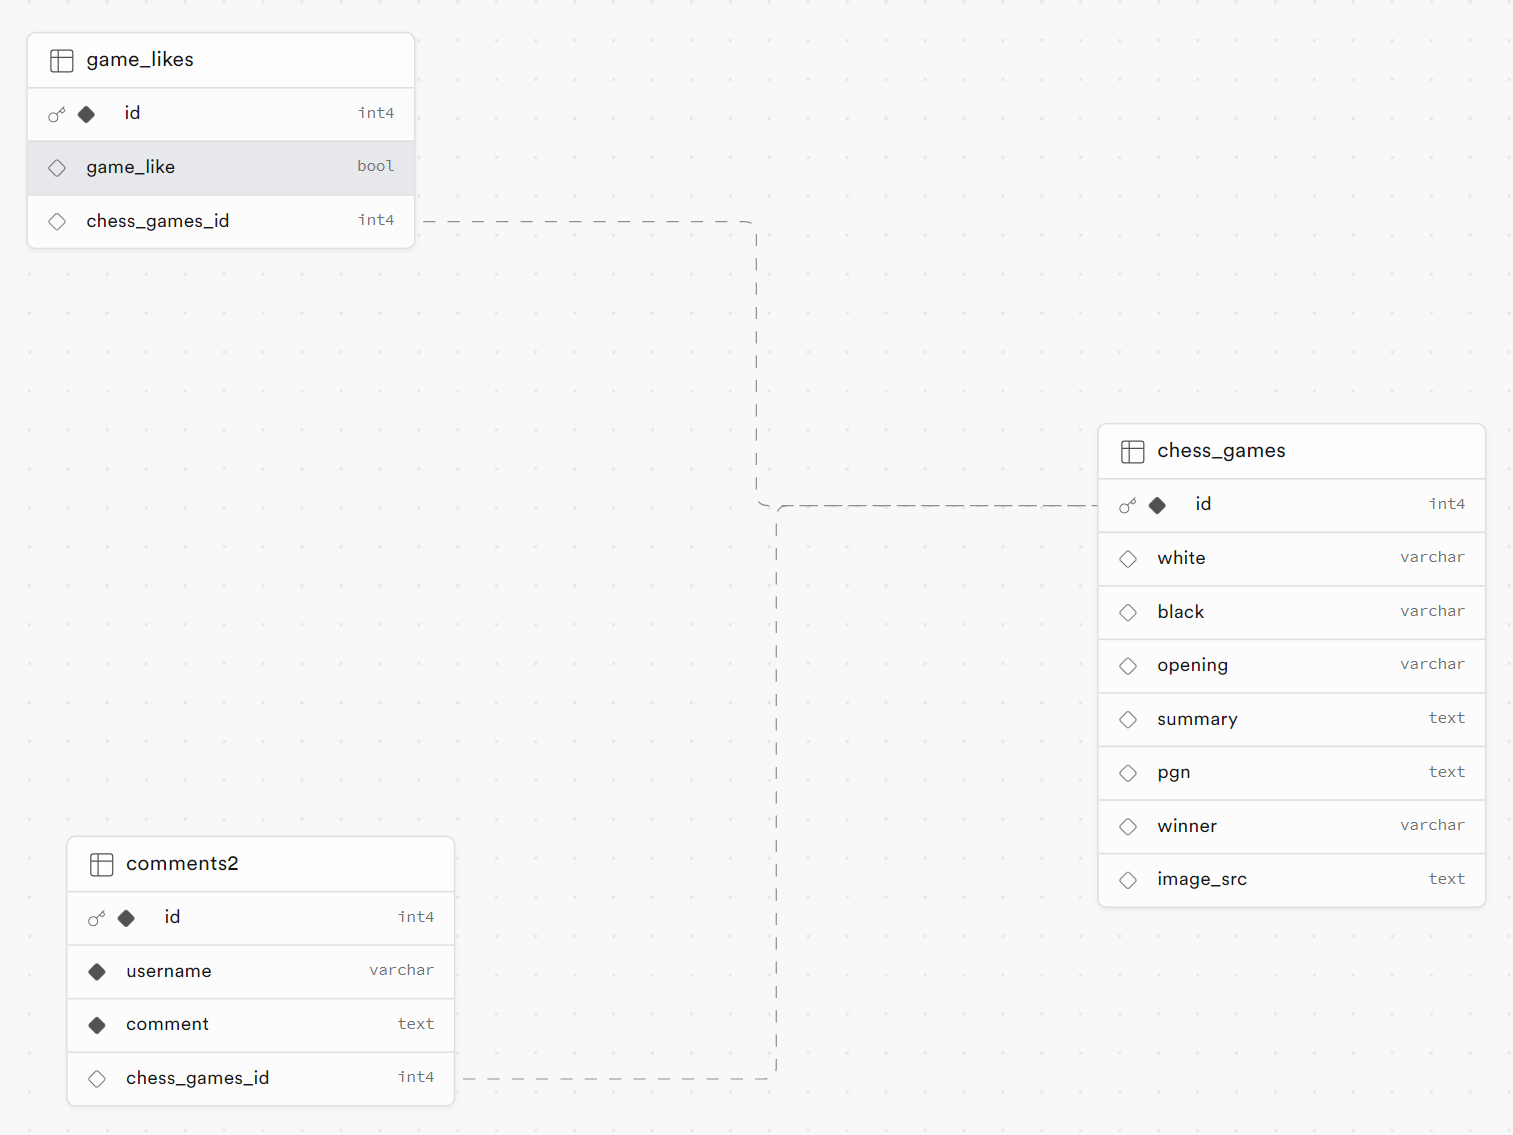 game_likes
id int4
game_like bool
chess_games_id int4
chess_games
id int4
white varchar
black varchar
opening varchar
summary text
pgn text
winner varchar
image_src text
comments2
id int4
username varchar
comment text
chess_games_id int4